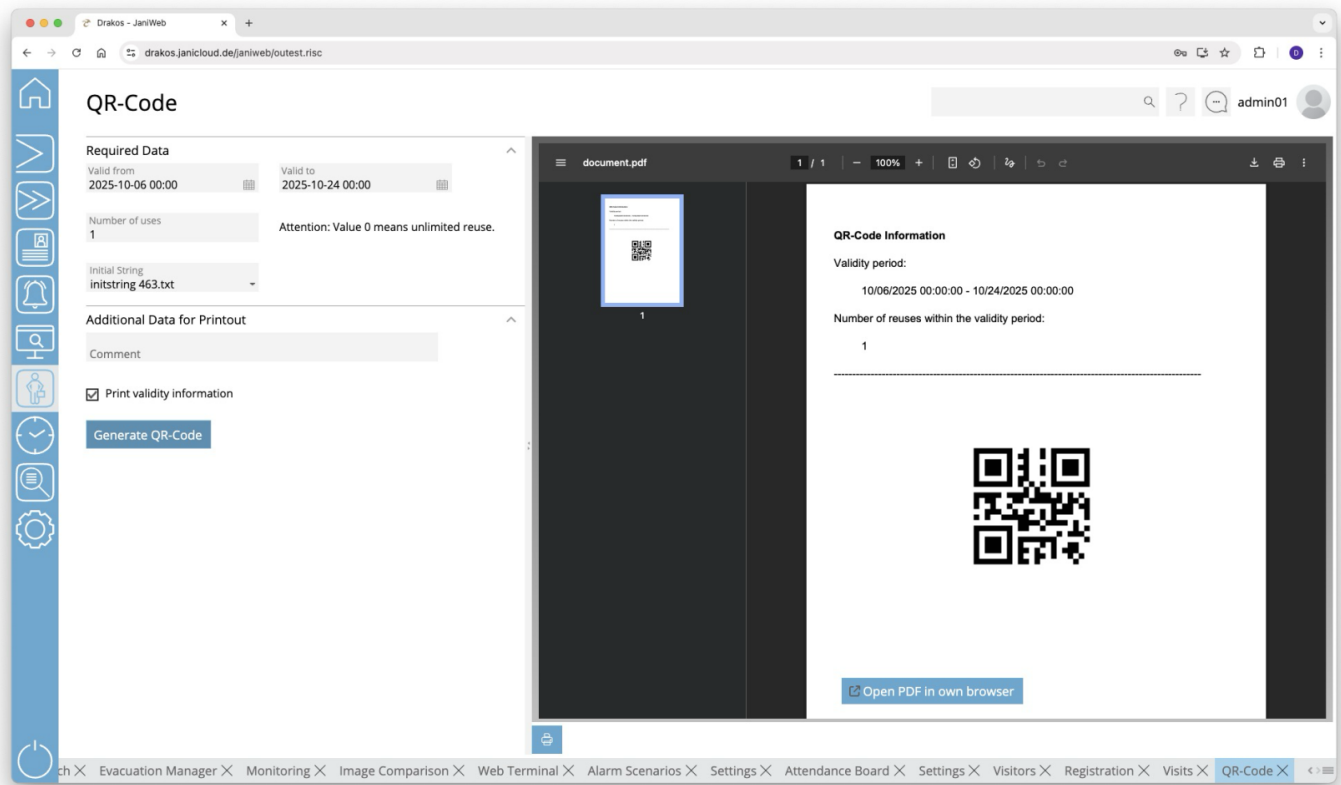 Drakos - JaniWeb
drakos.janicloud.de/janiweb/outest.risc
D
QR-Code
admin01
Required Data
Valid from
2025-10-06 00:00
Valid to
2025-10-24 00:00
Number of uses
1
Attention: Value 0 means unlimited reuse.
Initial String
initstring 463.txt
Additional Data for Printout
Comment
Print validity information
Generate QR-Code
document.pdf
1 / 1
100%
1
QR-Code Information
Validity period:
10/06/2025 00:00:00 - 10/24/2025 00:00:00
Number of reuses within the validity period:
1
Open PDF in own browser
ch Evacuation Manager Monitoring Image Comparison Web Terminal Alarm Scenarios Settings Attendance Board Settings Visitors Registration Visits QR-Code